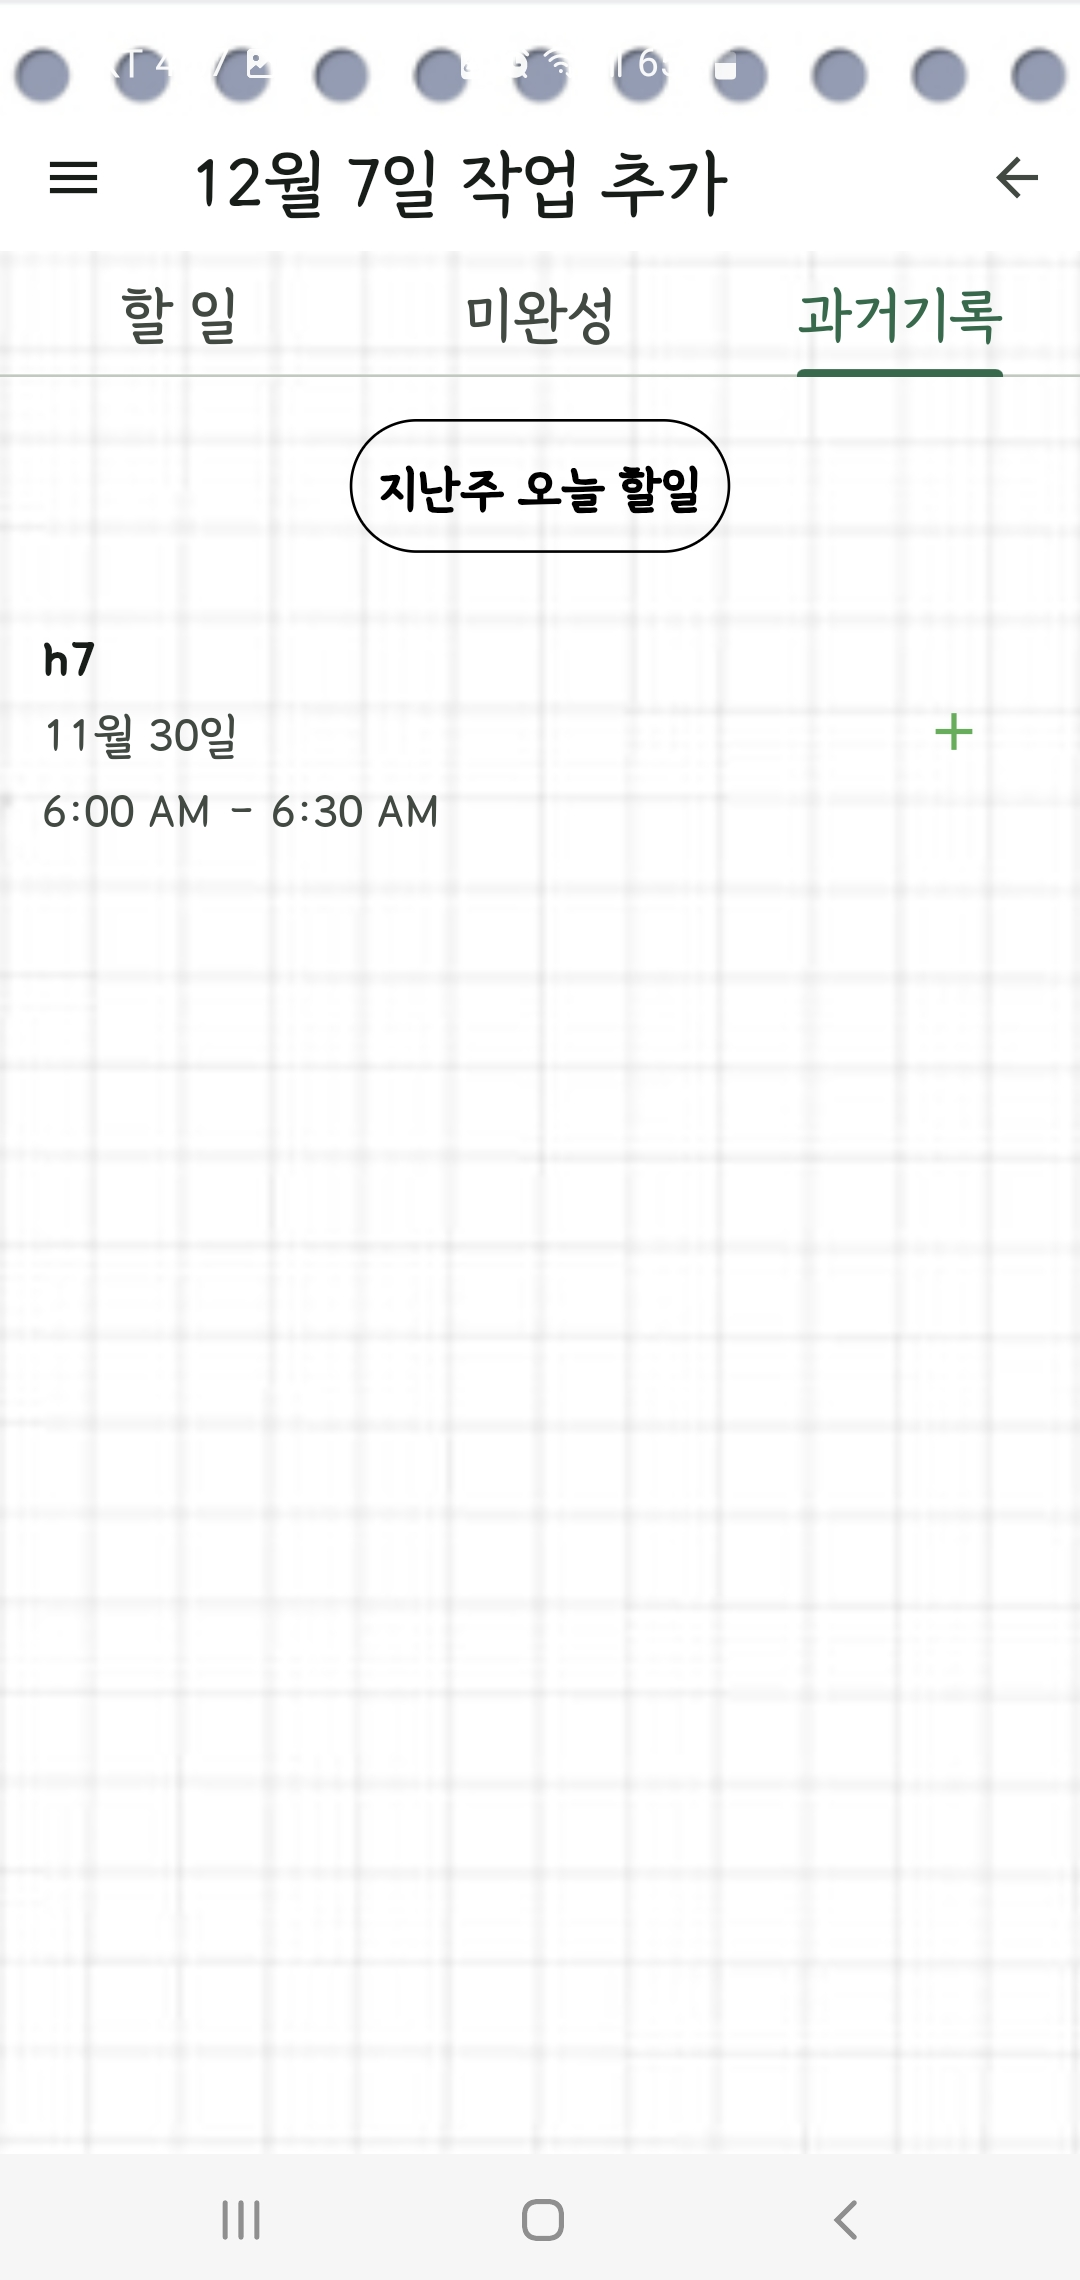 12월 7일 작업 추가
할 일
미완성
과거기록
지난주 오늘 할일
h7
11월 30일
6:00 AM - 6:30 AM